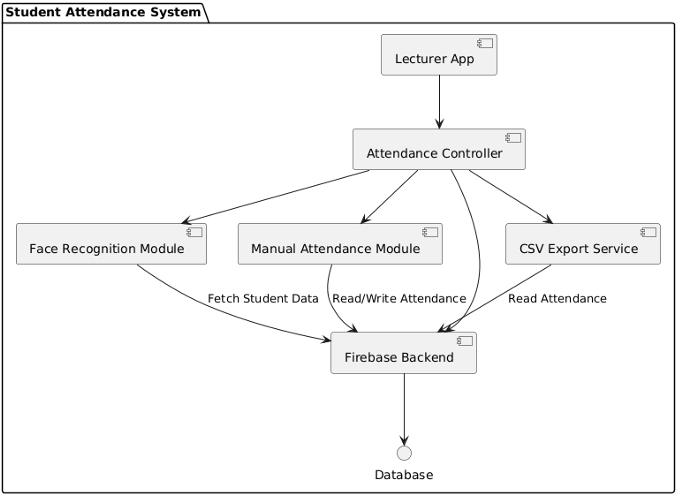 Student Attendance System
Lecturer App
Attendance Controller
Face Recognition Module
Manual Attendance Module
CSV Export Service
Fetch Student Data
Read/Write Attendance
Read Attendance
Firebase Backend
Database